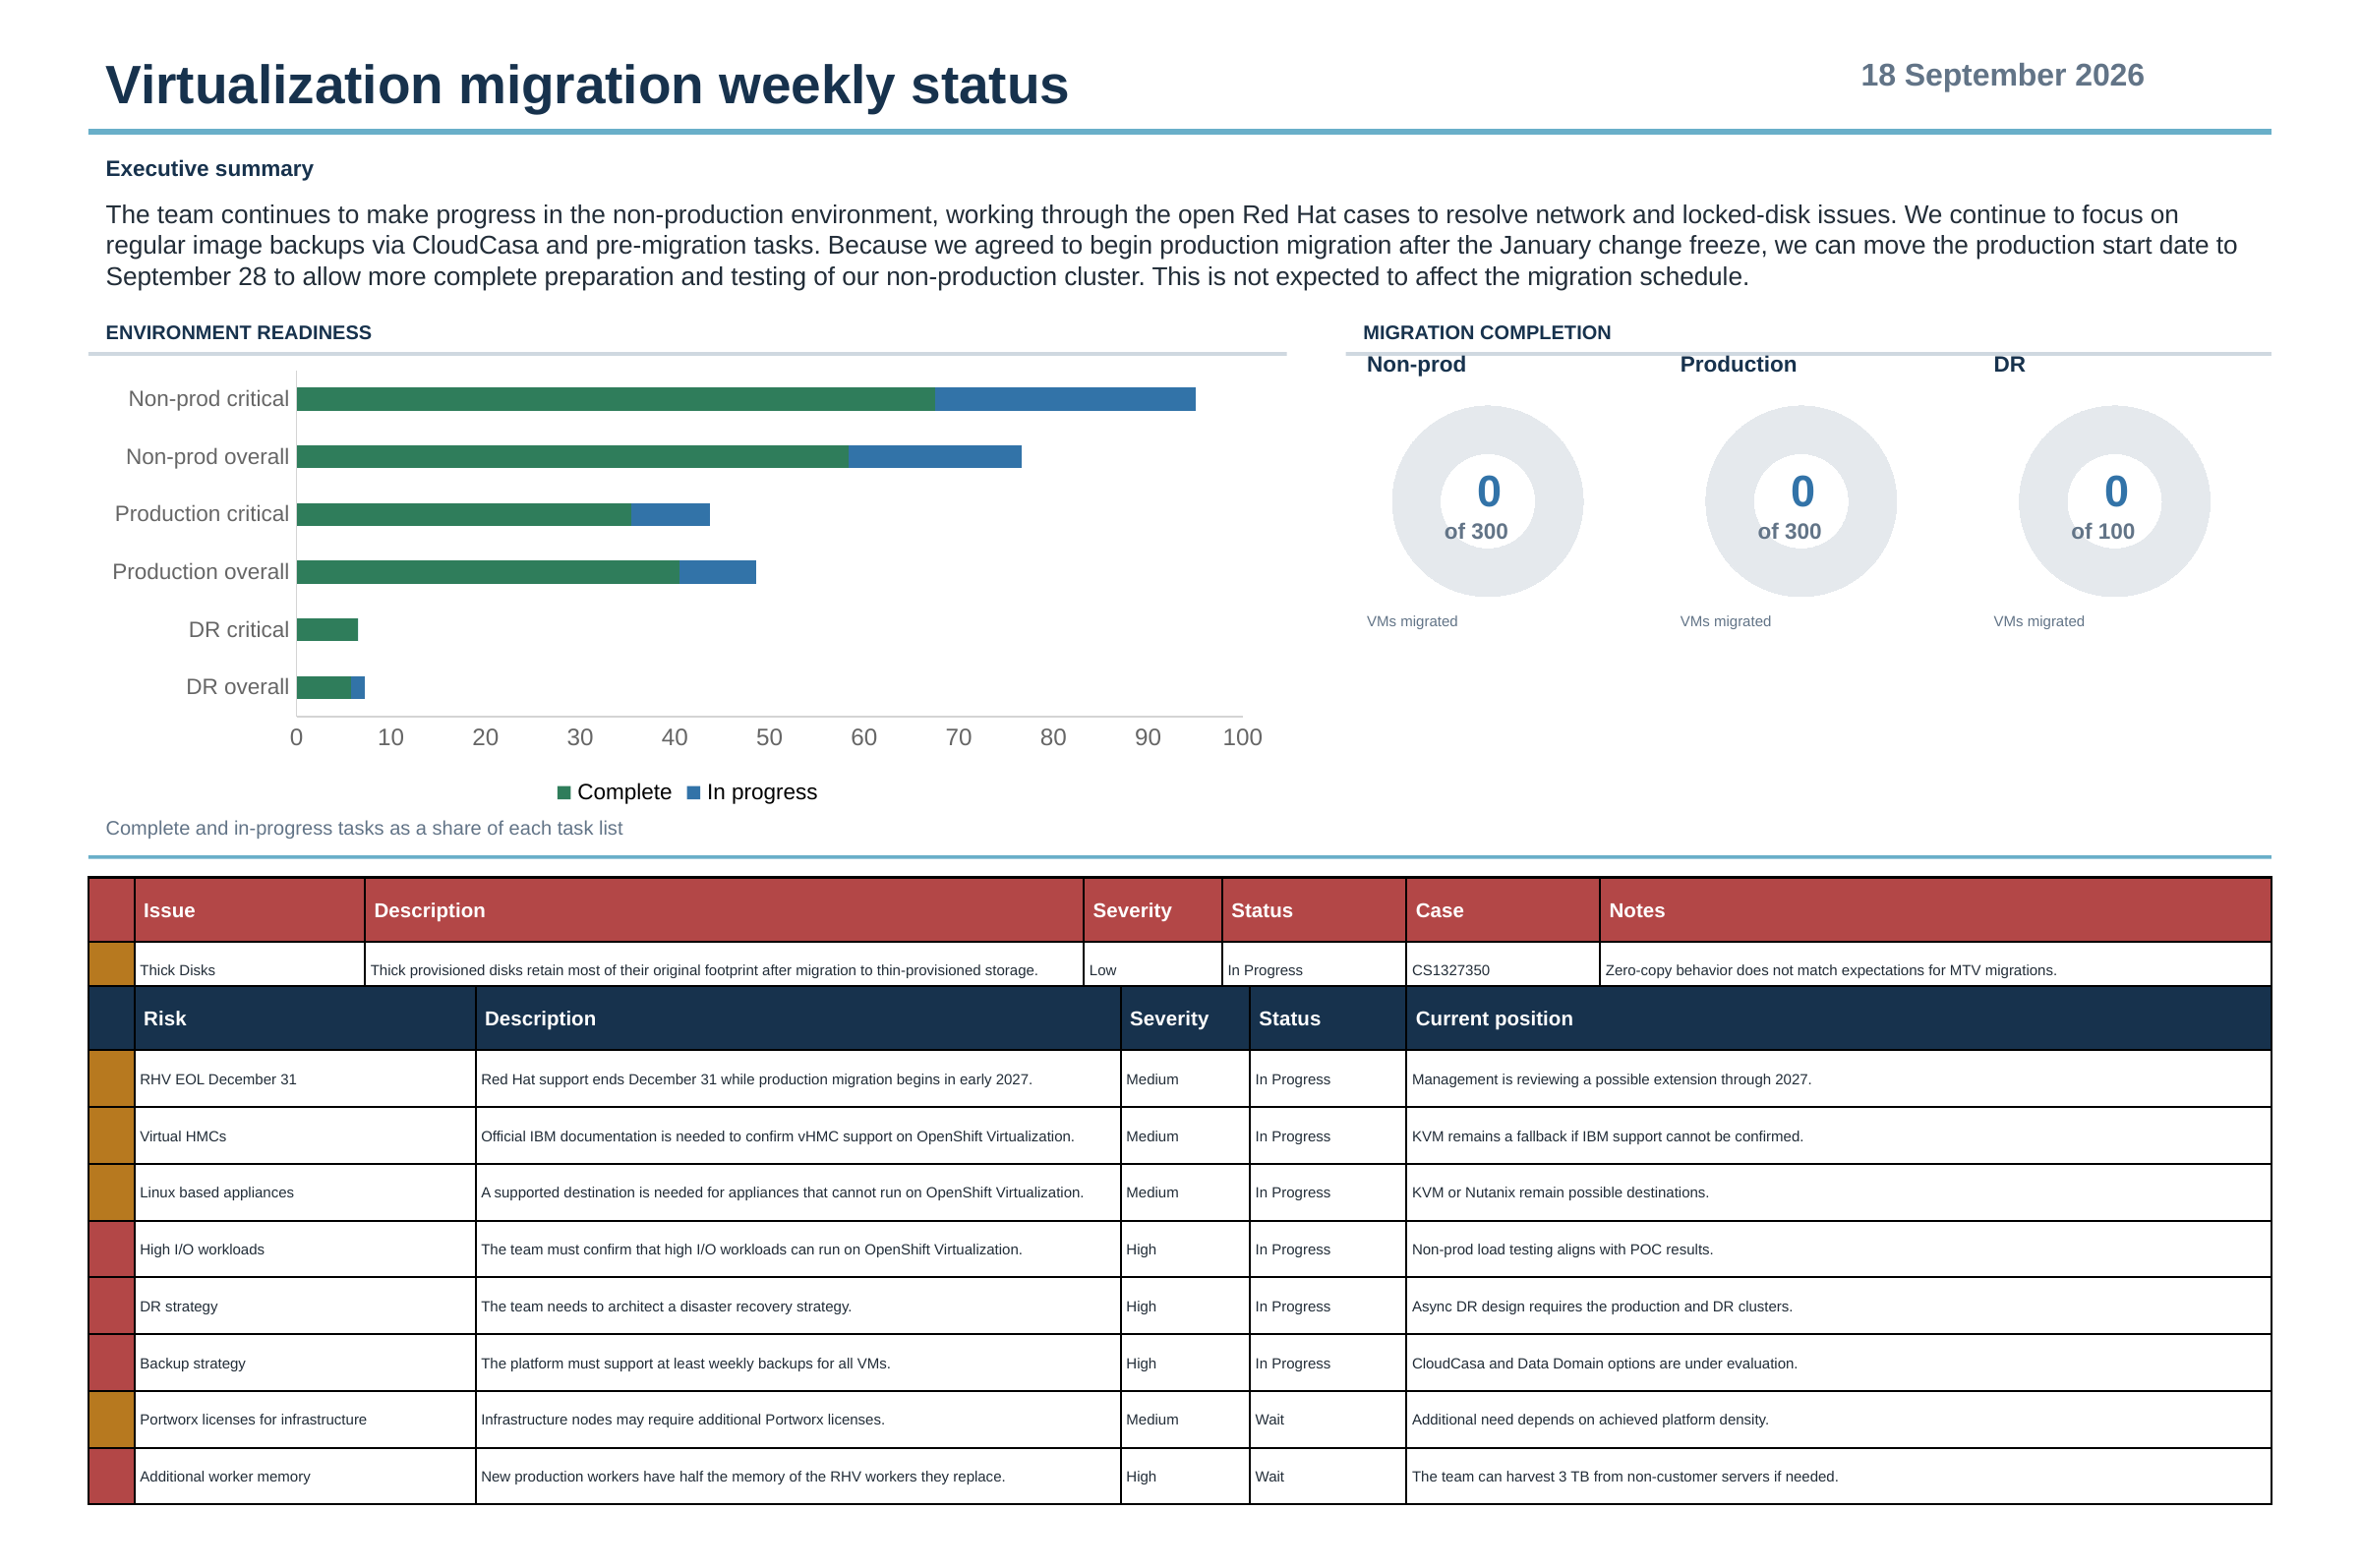 Virtualization migration weekly status
18 September 2026
Executive summary
The team continues to make progress in the non-production environment, working through the open Red Hat cases to resolve network and locked-disk issues. We continue to focus on
regular image backups via CloudCasa and pre-migration tasks. Because we agreed to begin production migration after the January change freeze, we can move the production start date to
September 28 to allow more complete preparation and testing of our non-production cluster. This is not expected to affect the migration schedule.
ENVIRONMENT READINESS
Non-prod critical
Non-prod overall
Production critical
Production overall
DR critical
DR overall
0 10 20 30 40 50 60 70 80 90 100
Complete In progress
Complete and in-progress tasks as a share of each task list
MIGRATION COMPLETION
Non-prod Production DR
0 0 0
of 300 of 300 of 100
VMs migrated VMs migrated VMs migrated
Issue Description Severity Status Case Notes
Thick Disks Thick provisioned disks retain most of their original footprint after migration to thin-provisioned storage. Low In Progress CS1327350 Zero-copy behavior does not match expectations for MTV migrations.
Risk Description Severity Status Current position
RHV EOL December 31 Red Hat support ends December 31 while production migration begins in early 2027. Medium In Progress Management is reviewing a possible extension through 2027.
Virtual HMCs Official IBM documentation is needed to confirm vHMC support on OpenShift Virtualization. Medium In Progress KVM remains a fallback if IBM support cannot be confirmed.
Linux based appliances A supported destination is needed for appliances that cannot run on OpenShift Virtualization. Medium In Progress KVM or Nutanix remain possible destinations.
High I/O workloads The team must confirm that high I/O workloads can run on OpenShift Virtualization. High In Progress Non-prod load testing aligns with POC results.
DR strategy The team needs to architect a disaster recovery strategy. High In Progress Async DR design requires the production and DR clusters.
Backup strategy The platform must support at least weekly backups for all VMs. High In Progress CloudCasa and Data Domain options are under evaluation.
Portworx licenses for infrastructure Infrastructure nodes may require additional Portworx licenses. Medium Wait Additional need depends on achieved platform density.
Additional worker memory New production workers have half the memory of the RHV workers they replace. High Wait The team can harvest 3 TB from non-customer servers if needed.